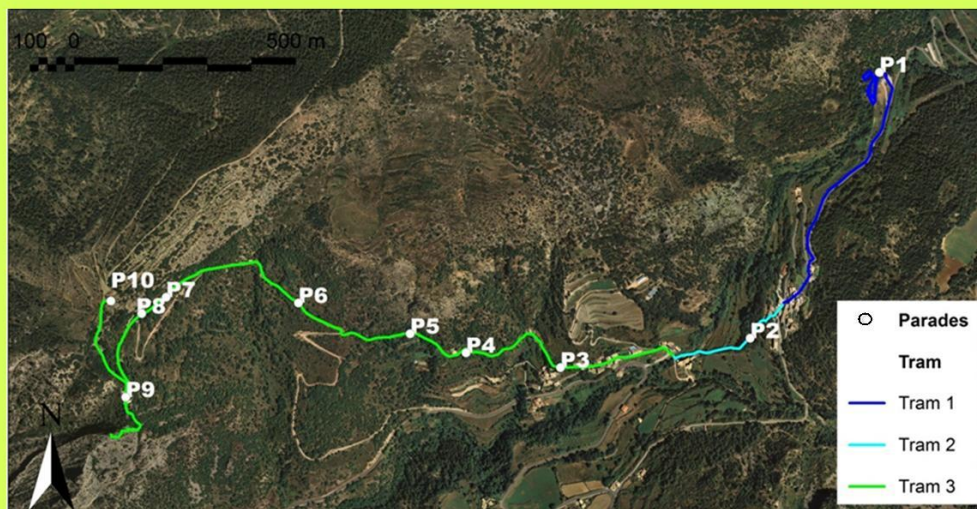 100 0 500 m
P1
P10
P7
P8
P6
P5
P4
P3
P2
P9
N
Parades
Tram
Tram 1
Tram 2
Tram 3